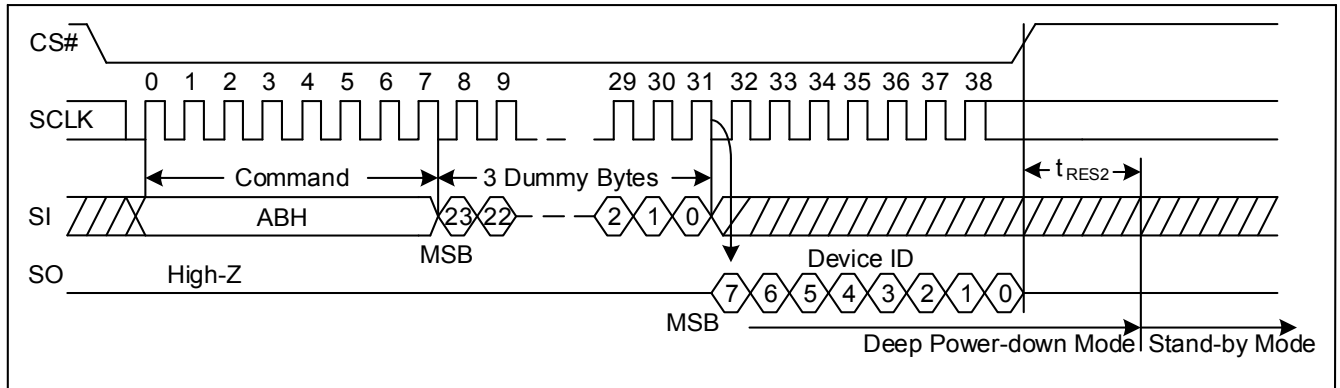 CS#
0 1 2 3 4 5 6 7 8 9 29 30 31 32 33 34 35 36 37 38
SCLK
Command 3 Dummy Bytes tRES2
SI ABH 23 22 2 1 0
MSB
SO High-Z Device ID
7 6 5 4 3 2 1 0
MSB
Deep Power-down Mode Stand-by Mode